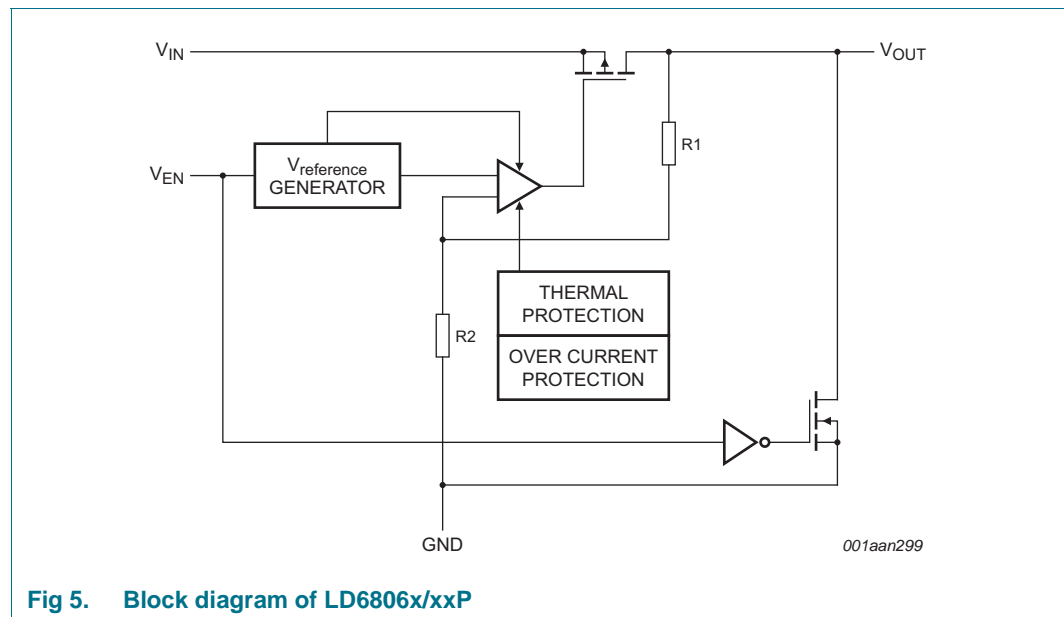 VIN
VOUT
R1
VEN
Vreference
GENERATOR
THERMAL
PROTECTION
R2
OVER CURRENT
PROTECTION
GND
001aan299
Fig 5. Block diagram of LD6806x/xxP